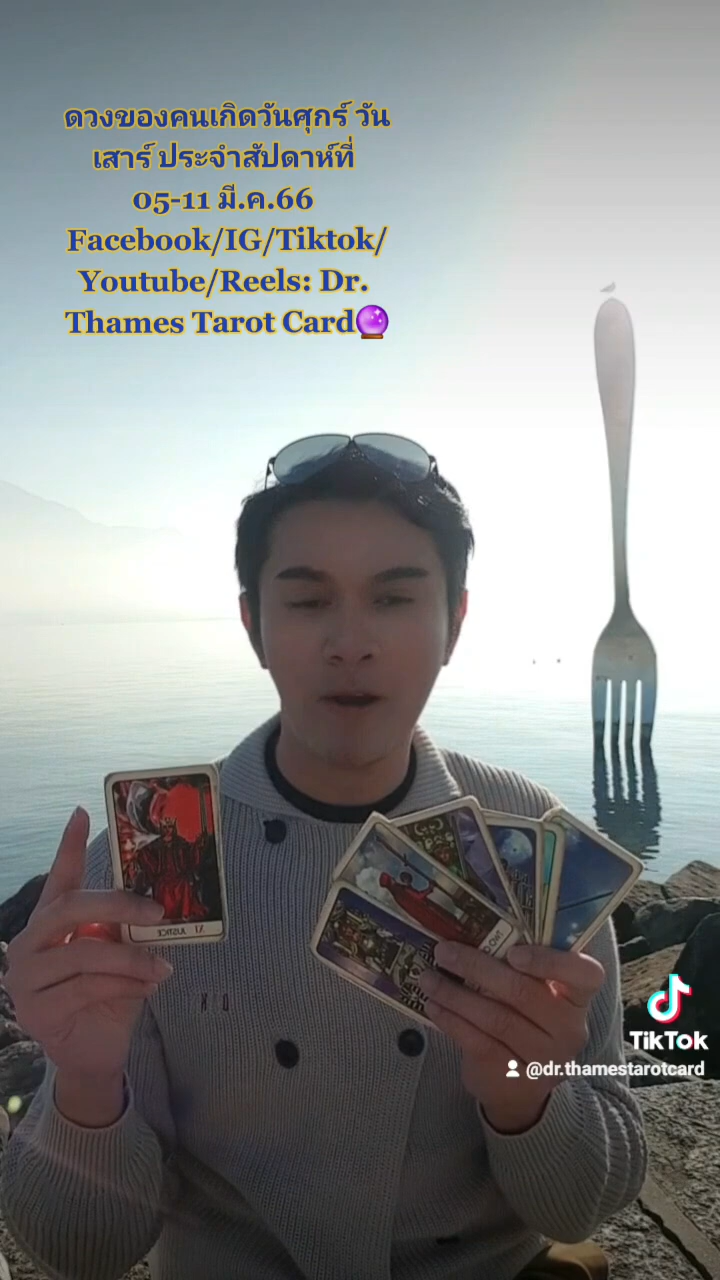 ดวงของคนเกิดวันศุกร์ วัน
เสาร์ ประจำสัปดาห์ที่
05-11 มี.ค.66
Facebook/IG/Tiktok/
Youtube/Reels: Dr.
Thames Tarot Card🔮
XI JUSTICE
TikTok
@dr.thamestarotcard